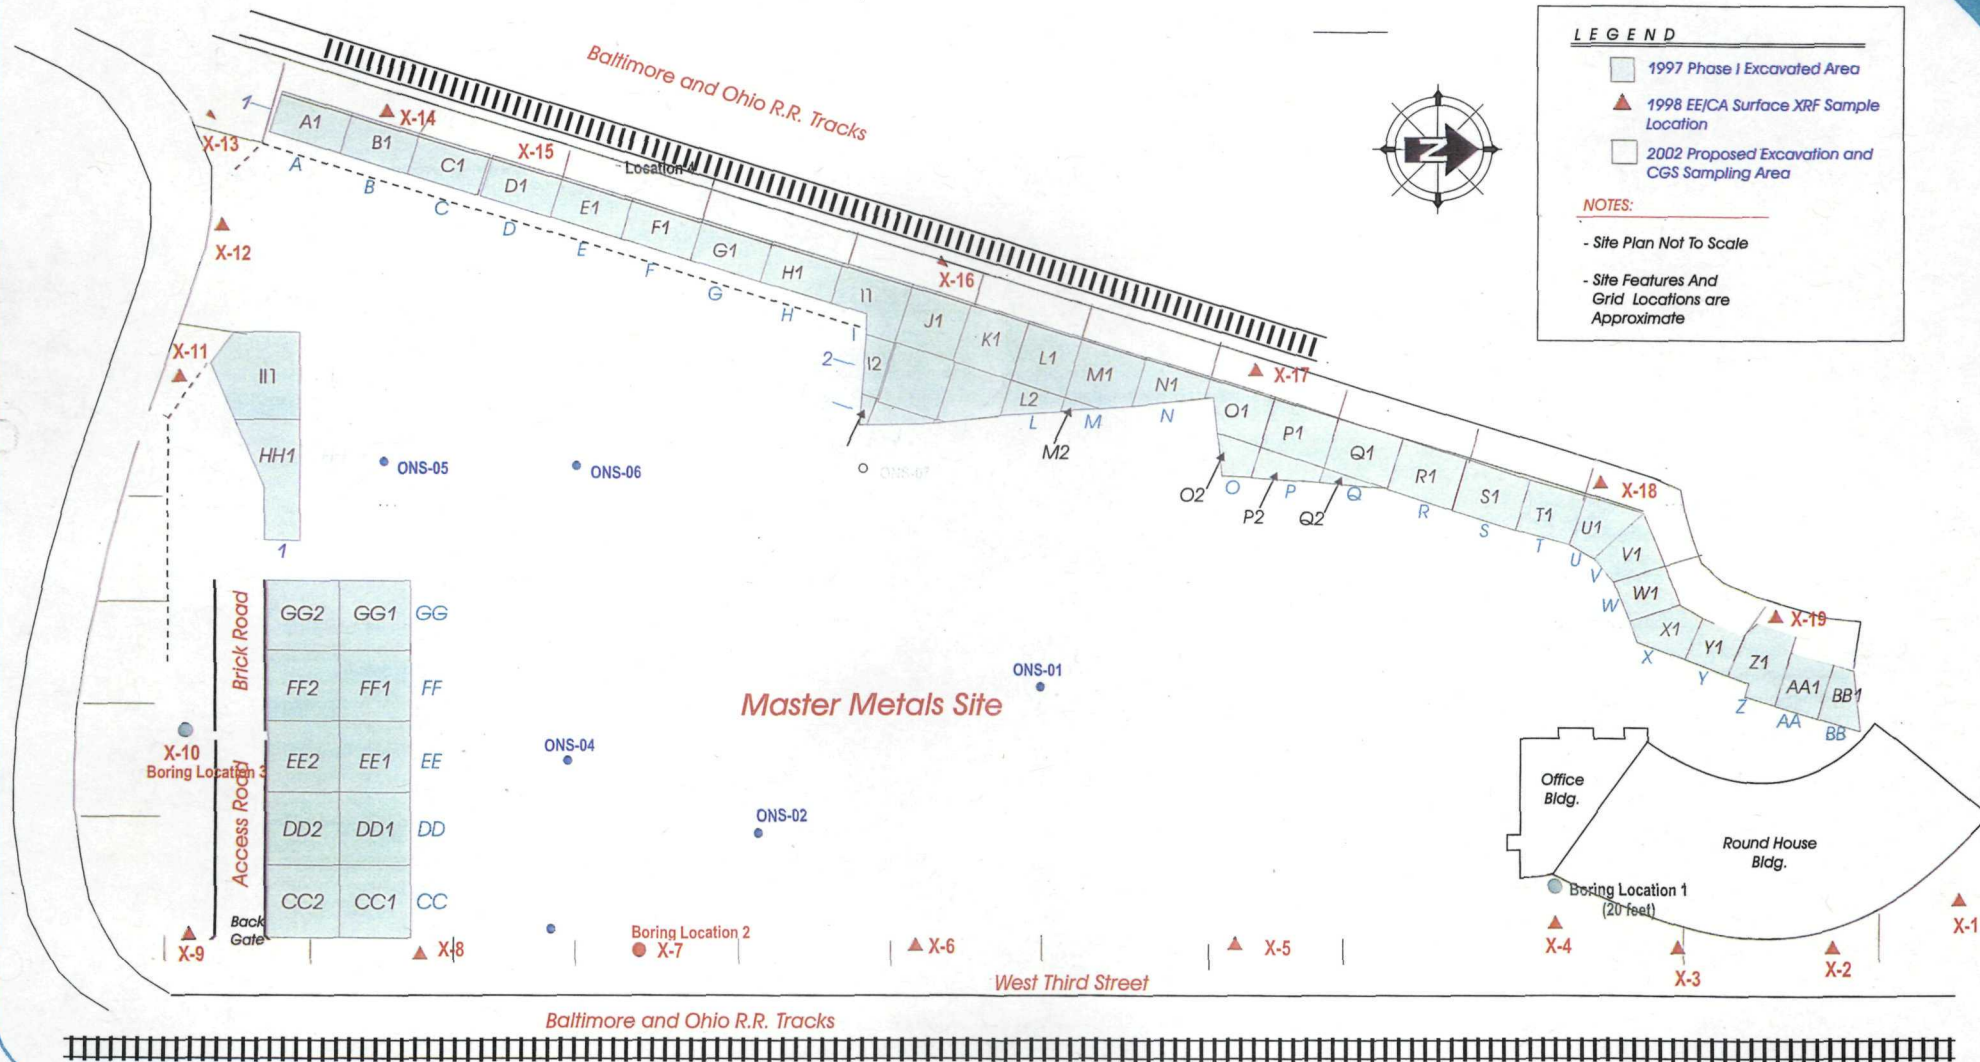 LEGEND
1997 Phase I Excavated Area
1998 EE/CA Surface XRF Sample
Location
2002 Proposed Excavation and
CGS Sampling Area
NOTES:
- Site Plan Not To Scale
- Site Features And
Grid Locations are
Approximate
N
Baltimore and Ohio R.R. Tracks
1
X-13
X-14
X-15
Location 4
X-12
X-16
X-17
X-18
X-19
X-11
A1
B1
C1
D1
E1
F1
G1
H1
I1
J1
K1
L1
M1
N1
O1
P1
Q1
R1
S1
T1
U1
V1
W1
X1
Y1
Z1
AA1
BB1
A
B
C
D
E
F
G
H
I
2
I2
L2
L
M
N
M2
O2
O
P
Q
P2
Q2
R
S
T
U
V
W
X
Y
Z
AA
BB
II1
HH1
1
ONS-05
ONS-06
ONS-07
ONS-01
Master Metals Site
ONS-04
ONS-02
Brick Road
Access Road
GG2
GG1
GG
FF2
FF1
FF
EE2
EE1
EE
DD2
DD1
DD
CC2
CC1
CC
X-10
Boring Location 3
Back
Gate
Office
Bldg.
Round House
Bldg.
Boring Location 1
(20 feet)
X-9
X-8
Boring Location 2
X-7
X-6
X-5
X-4
X-3
X-2
X-1
West Third Street
Baltimore and Ohio R.R. Tracks